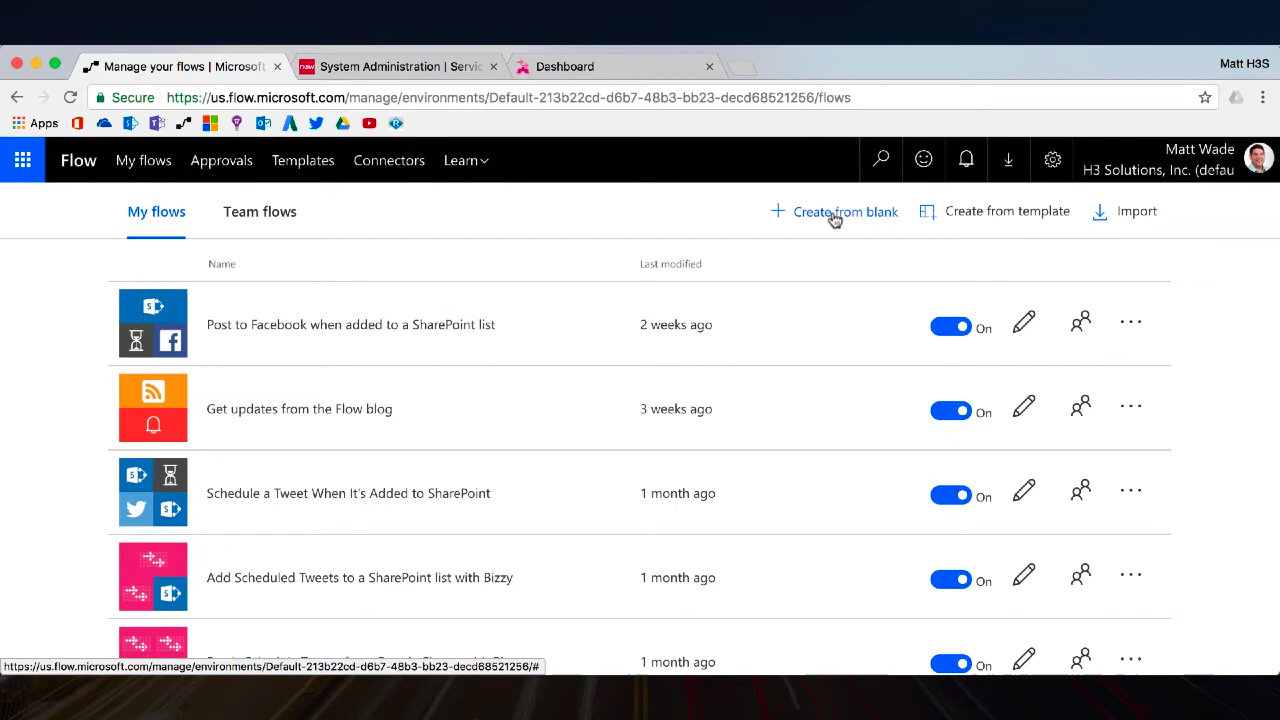 Manage your flows | Microsoft
now System Administration | Servic
Dashboard
Matt H3S
Secure https://us.flow.microsoft.com/manage/environments/Default-213b22cd-d6b7-48b3-bb23-decd68521256/flows
Apps
Flow My flows Approvals Templates Connectors Learn
Matt Wade
H3 Solutions, Inc. (defau
My flows Team flows Create from blank Create from template Import
Name Last modified
Post to Facebook when added to a SharePoint list 2 weeks ago On
Get updates from the Flow blog 3 weeks ago On
Schedule a Tweet When It's Added to SharePoint 1 month ago On
Add Scheduled Tweets to a SharePoint list with Bizzy 1 month ago On
1 month ago On
https://us.flow.microsoft.com/manage/environments/Default-213b22cd-d6b7-48b3-bb23-decd68521256/#